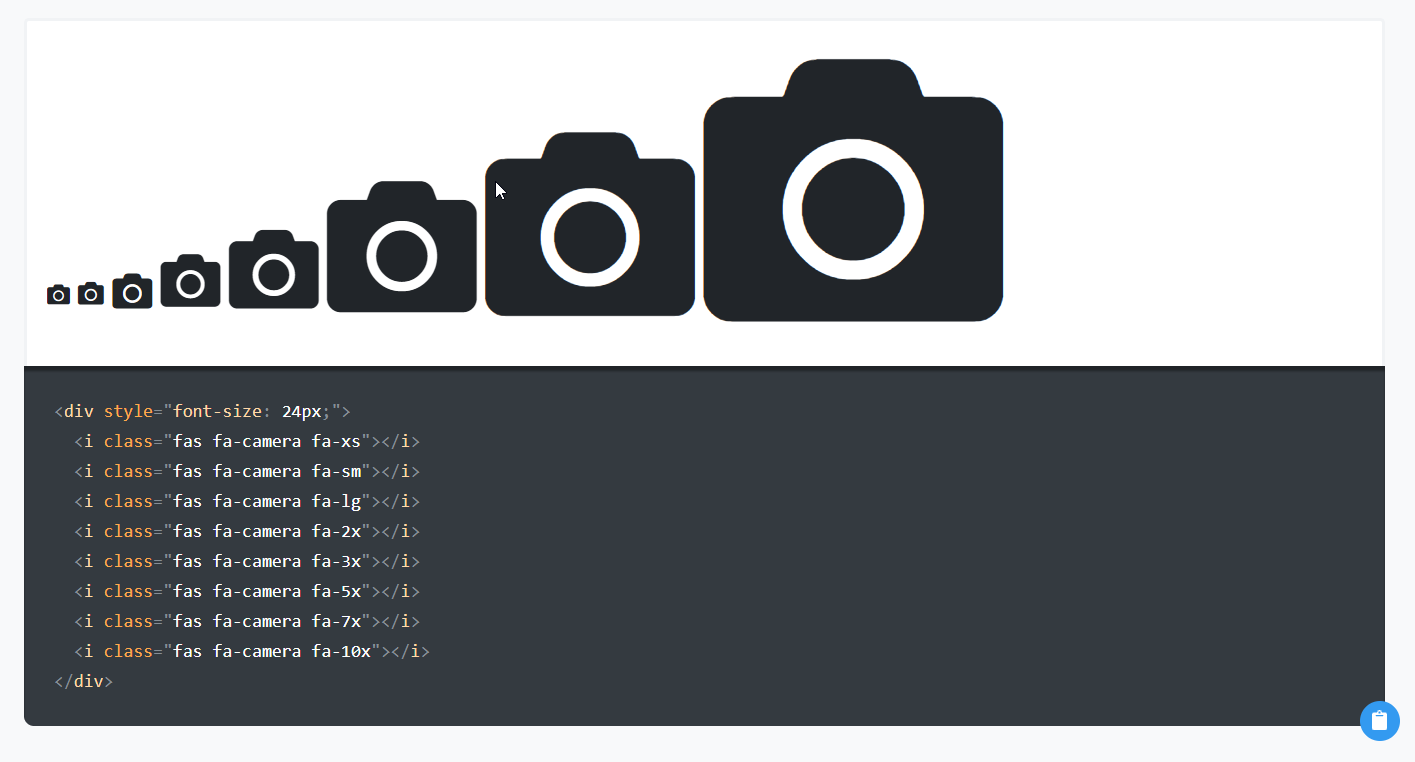 <div style="font-size: 24px;">
  <i class="fas fa-camera fa-xs"></i>
  <i class="fas fa-camera fa-sm"></i>
  <i class="fas fa-camera fa-lg"></i>
  <i class="fas fa-camera fa-2x"></i>
  <i class="fas fa-camera fa-3x"></i>
  <i class="fas fa-camera fa-5x"></i>
  <i class="fas fa-camera fa-7x"></i>
  <i class="fas fa-camera fa-10x"></i>
</div>